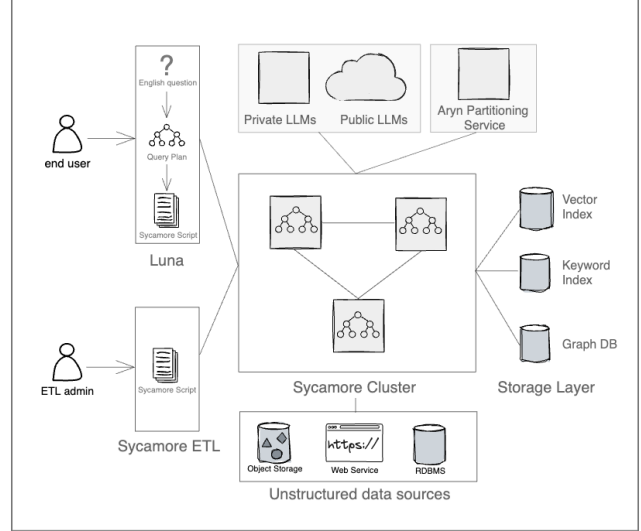 ?
English question
Query Plan
Sycamore Script
Luna
end user
Private LLMs
Public LLMs
Aryn Partitioning
Service
Vector
Index
Keyword
Index
Graph DB
Storage Layer
Sycamore Cluster
ETL admin
Sycamore Script
Sycamore ETL
https://
Object Storage
Web Service
RDBMS
Unstructured data sources